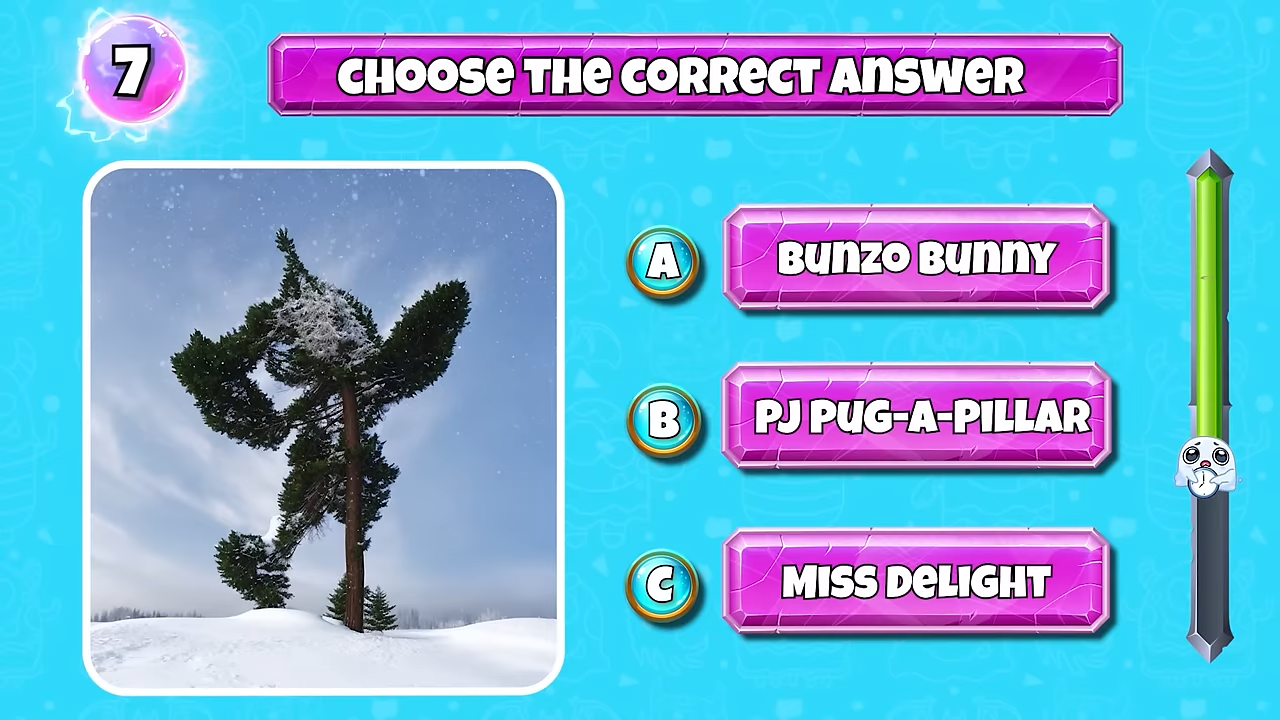 7
CHOOSE THE CORRECT ANSWER
A
BUNZO BUNNY
B
PJ PUG-A-PILLAR
C
MISS DELIGHT